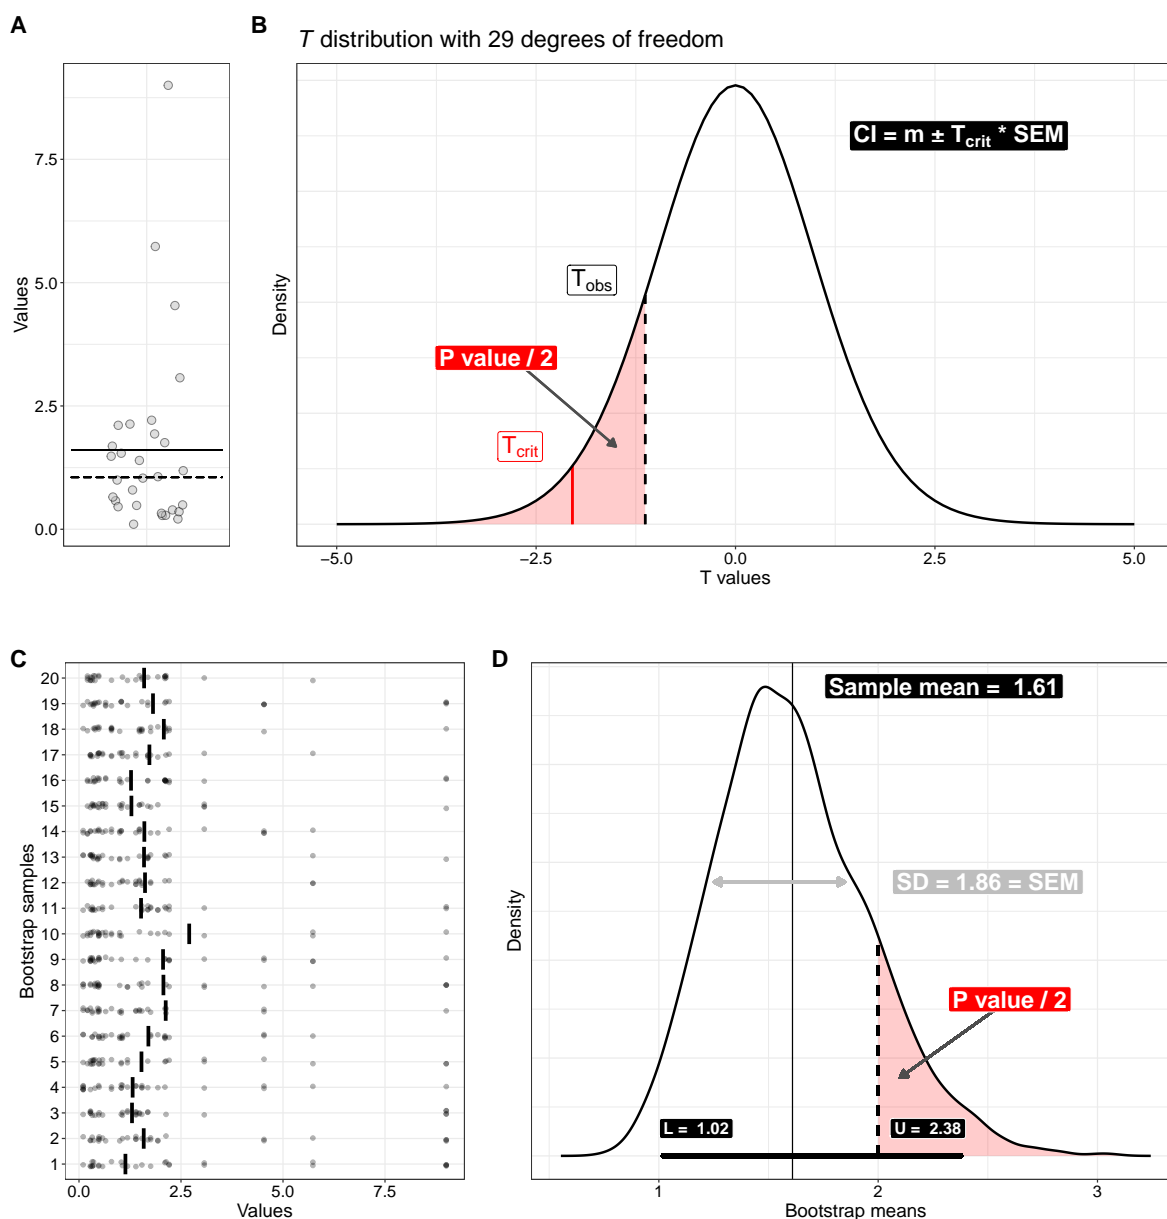 A
B
T distribution with 29 degrees of freedom
Values
7.5
5.0
2.5
0.0
Density
CI = m ± Tcrit * SEM
Tobs
P value / 2
Tcrit
−5.0
−2.5
0.0
2.5
5.0
T values
C
Bootstrap samples
20
19
18
17
16
15
14
13
12
11
10
9
8
7
6
5
4
3
2
1
0.0
2.5
5.0
7.5
Values
D
Density
Sample mean = 1.61
SD = 1.86 = SEM
P value / 2
L = 1.02
U = 2.38
1
2
3
Bootstrap means